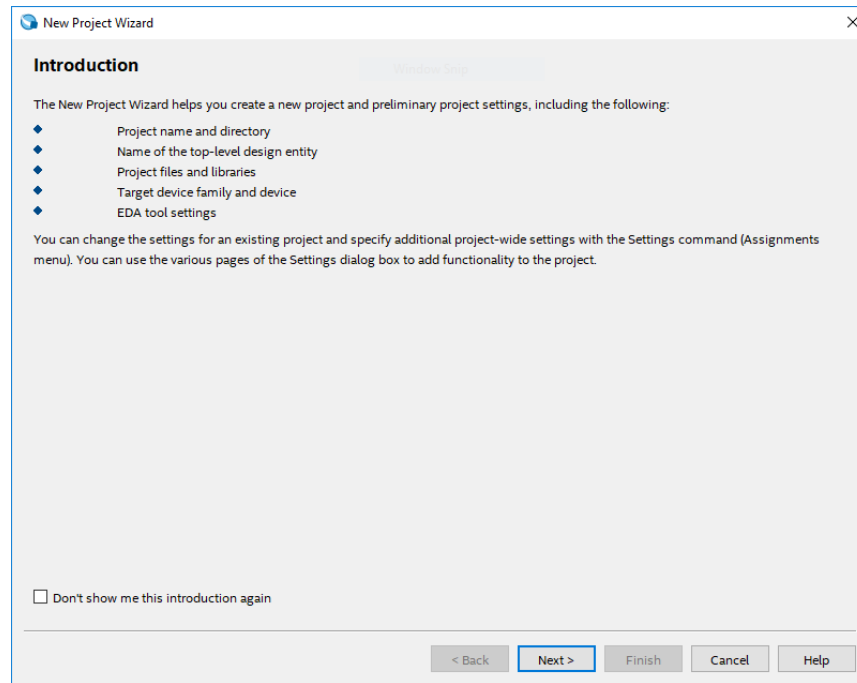 New Project Wizard
Introduction
Window Snip
The New Project Wizard helps you create a new project and preliminary project settings, including the following:
Project name and directory
Name of the top-level design entity
Project files and libraries
Target device family and device
EDA tool settings
You can change the settings for an existing project and specify additional project-wide settings with the Settings command (Assignments
menu). You can use the various pages of the Settings dialog box to add functionality to the project.
Don't show me this introduction again
< Back Next > Finish Cancel Help